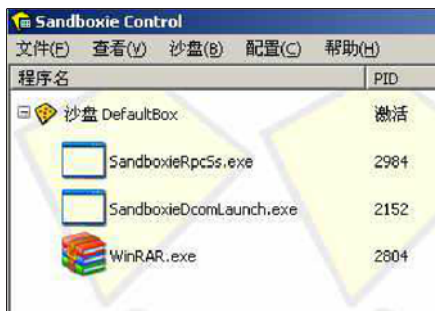 Sandboxie Control
文件(F) 查看(V) 沙盘(B) 配置(C) 帮助(H)
程序名 PID
沙盘 DefaultBox 激活
SandboxieRpcSs.exe 2984
SandboxieDcomLaunch.exe 2152
WinRAR.exe 2804